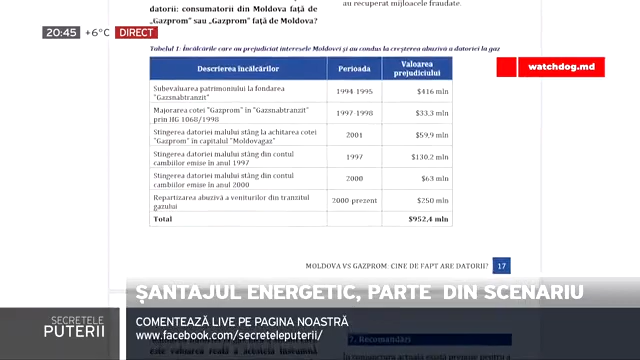 datorii: consumatorii din Moldova față de
„Gazprom" sau „Gazprom" față de Moldova?
au recuperat mijloacele fraudate.
20:45 +6°C DIRECT
Tabelul 1: Încălcările care au prejudiciat interesele Moldovei și au condus la creșterea abuzivă a datoriei la gaz
watchdog.md
Descrierea încălcărilor Perioada Valoarea prejudiciului
Subevaluarea patrimoniului la fondarea
"Gazsnabtranzit" 1994-1995 $416 mln
Majorarea cotei "Gazprom" în "Gazsnabtranzit"
prin HG 1068/1998 1997-1998 $33,3 mln
Stingerea datoriei malului stâng la achitarea cotei
"Gazprom" în capitalul "Moldovagaz" 2001 $59,9 mln
Stingerea datoriei malului stâng din contul
cambiilor emise în anul 1997 1997 $130,2 mln
Stingerea datoriei malului stâng din contul
cambiilor emise în anul 2000 2000 $63 mln
Repartizarea abuzivă a veniturilor din tranzitul
gazului 2000 prezent $250 mln
Total $952,4 mln
MOLDOVA VS GAZPROM: CINE DE FAPT ARE DATORII? 17
ȘANTAJUL ENERGETIC, PARTE DIN SCENARIU
SECRETELE
PUTERII
COMENTEAZĂ LIVE PE PAGINA NOASTRĂ
www.facebook.com/secreteleputerii/
7. Recomandări